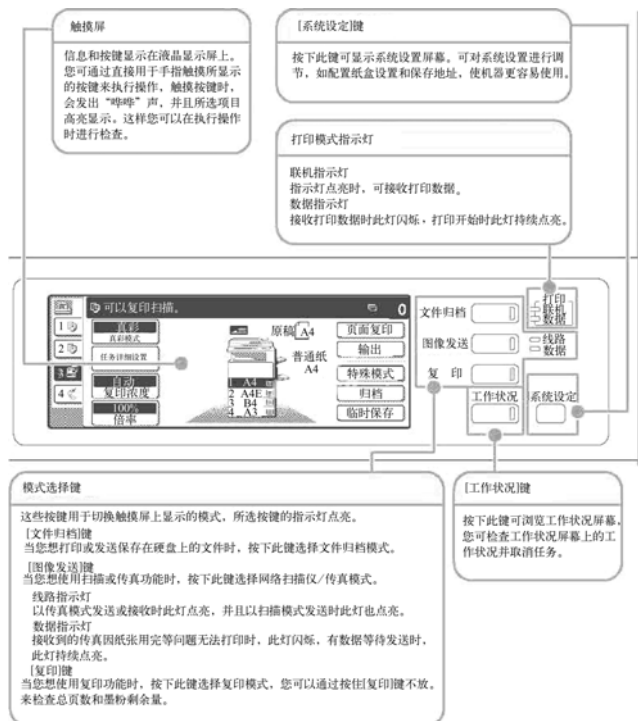 触摸屏
信息和按键显示在液晶显示屏上。
您可通过直接用于手指触摸所显示
的按键来执行操作，触摸按键时，
会发出“哗哗”声，并且所选项目
高亮显示。这样您可以在执行操作
时进行检查。
[系统设定]键
按下此键可显示系统设置屏幕。可对系统设置进行调
节，如配置纸盒设置和保存地址，使机器更容易使用。
打印模式指示灯
联机指示灯
指示灯点亮时，可接收打印数据。
数据指示灯
接收打印数据时此灯闪烁，打印开始时此灯持续点亮。
可以复印扫描。
0
1
2
3
4
真彩
真彩模式
任务详细设置
自动
复印浓度
100%
倍率
原稿 A4
普通纸
A4
1 A4
2 A4E
3 B4
4 A3
页面复印
输出
特殊模式
归档
临时保存
文件归档
图像发送
复 印
打印
联机
数据
线路
数据
工作状况
系统设定
模式选择键
这些按键用于切换触摸屏上显示的模式，所选按键的指示灯点亮。
[文件归档]键
当您想打印或发送保存在硬盘上的文件时，按下此键选择文件归档模式。
[图像发送]键
当您想使用扫描或传真功能时，按下此键选择网络扫描仪/传真模式。
线路指示灯
以传真模式发送或接收时此灯点亮，并且以扫描模式发送时此灯也点亮。
数据指示灯
接收到的传真因纸张用完等问题无法打印时，此灯闪烁，有数据等待发送时，
此灯持续点亮。
[复印]键
当您想使用复印功能时，按下此键选择复印模式，您可以通过按住[复印]键不放。
来检查总页数和墨粉剩余量。
[工作状况]键
按下此键可浏览工作状况屏幕。
您可检查工作状况屏幕上的工
作状况并取消任务。